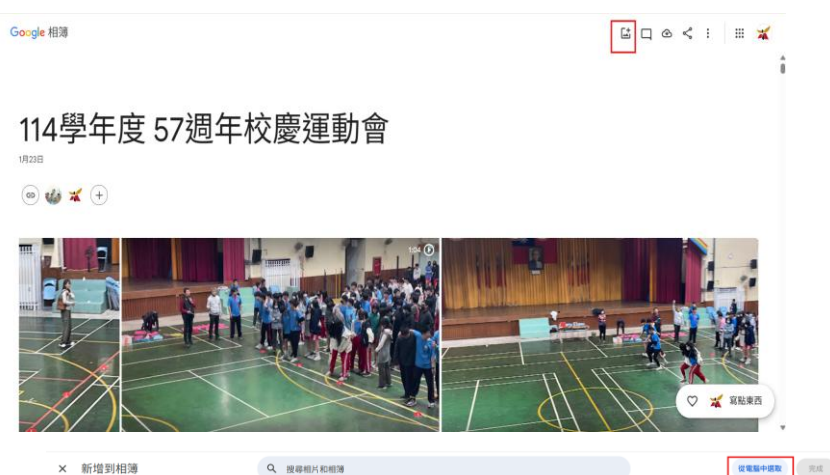 Google 相簿
114學年度 57週年校慶運動會
1月23日
1:04
寫點東西
新增到相簿
搜尋相片和相簿
從電腦中選取
完成